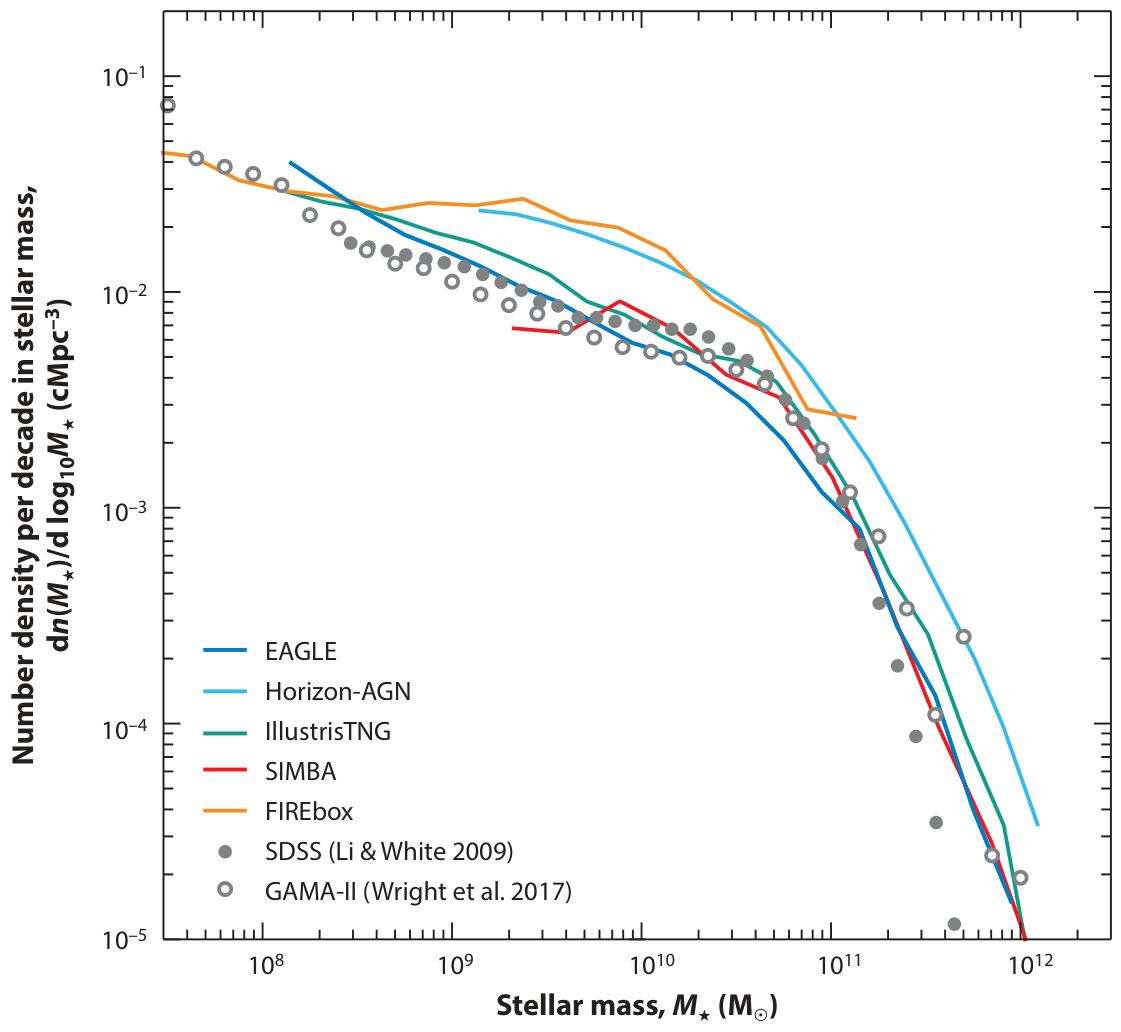 Number density per decade in stellar mass,
dn(M⋆)/d log₁₀M⋆ (cMpc⁻³)
10⁻¹
10⁻²
10⁻³
10⁻⁴
10⁻⁵
EAGLE
Horizon-AGN
IllustrisTNG
SIMBA
FIREbox
SDSS (Li & White 2009)
GAMA-II (Wright et al. 2017)
10⁸ 10⁹ 10¹⁰ 10¹¹ 10¹²
Stellar mass, M⋆ (M☉)